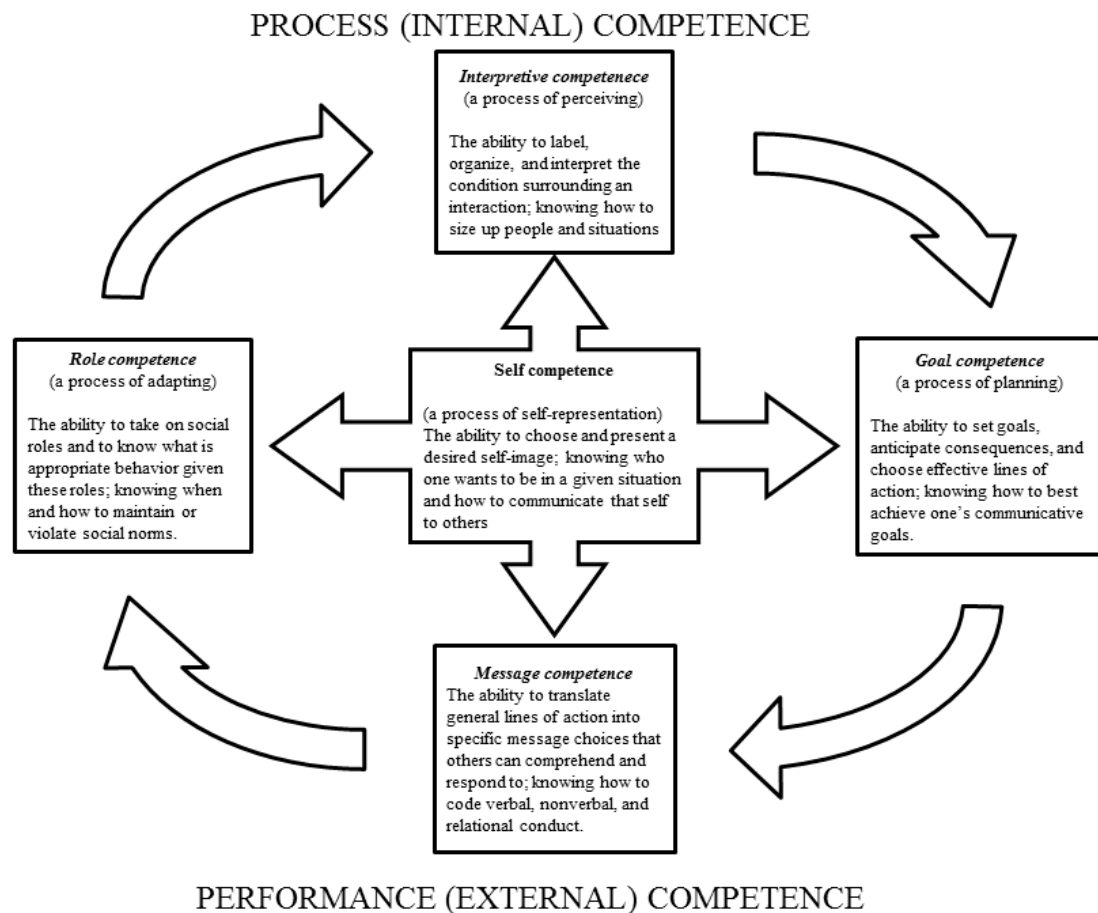 PROCESS (INTERNAL) COMPETENCE
Interpretive competenece
(a process of perceiving)
The ability to label,
organize, and interpret the
condition surrounding an
interaction; knowing how to
size up people and situations
Role competence
(a process of adapting)
The ability to take on social
roles and to know what is
appropriate behavior given
these roles; knowing when
and how to maintain or
violate social norms.
Self competence
(a process of self-representation)
The ability to choose and present a
desired self-image; knowing who
one wants to be in a given situation
and how to communicate that self
to others
Goal competence
(a process of planning)
The ability to set goals,
anticipate consequences, and
choose effective lines of
action; knowing how to best
achieve one’s communicative
goals.
Message competence
The ability to translate
general lines of action into
specific message choices that
others can comprehend and
respond to; knowing how to
code verbal, nonverbal, and
relational conduct.
PERFORMANCE (EXTERNAL) COMPETENCE